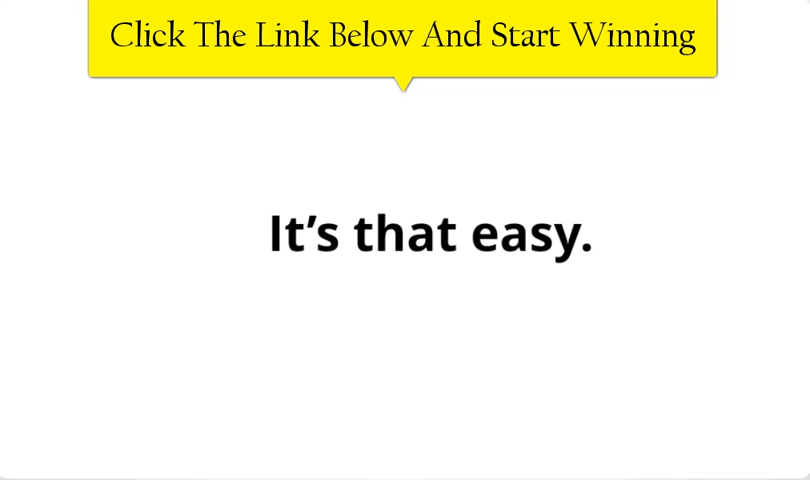 Click The Link Below And Start Winning
It’s that easy.